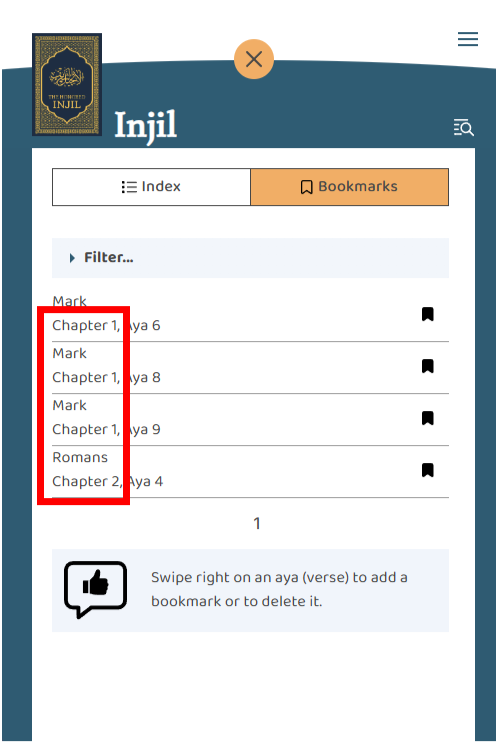 THE HONORED
INJIL
Injil
Index
Bookmarks
Filter...
Mark
Chapter 1, Aya 6
Mark
Chapter 1, Aya 8
Mark
Chapter 1, Aya 9
Romans
Chapter 2, Aya 4
1
Swipe right on an aya (verse) to add a
bookmark or to delete it.